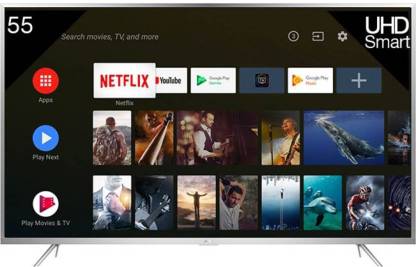 55
UHD
Smart
Search movies, TV, and more
3
NETFLIX
YouTube
Google Play
Google Play
Music
Netflix
Apps
Play Next
Play Movies & TV